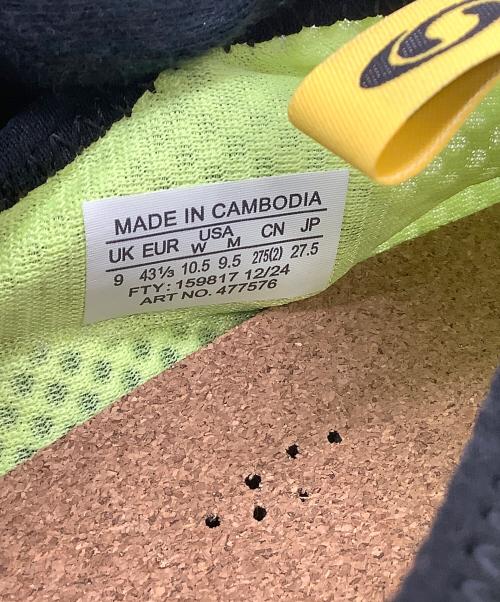 MADE IN CAMBODIA
USA
UK EUR W M CN JP
9 43⅓ 10.5 9.5 275(2) 27.5
FTY: 159817 12/24
ART NO. 477576